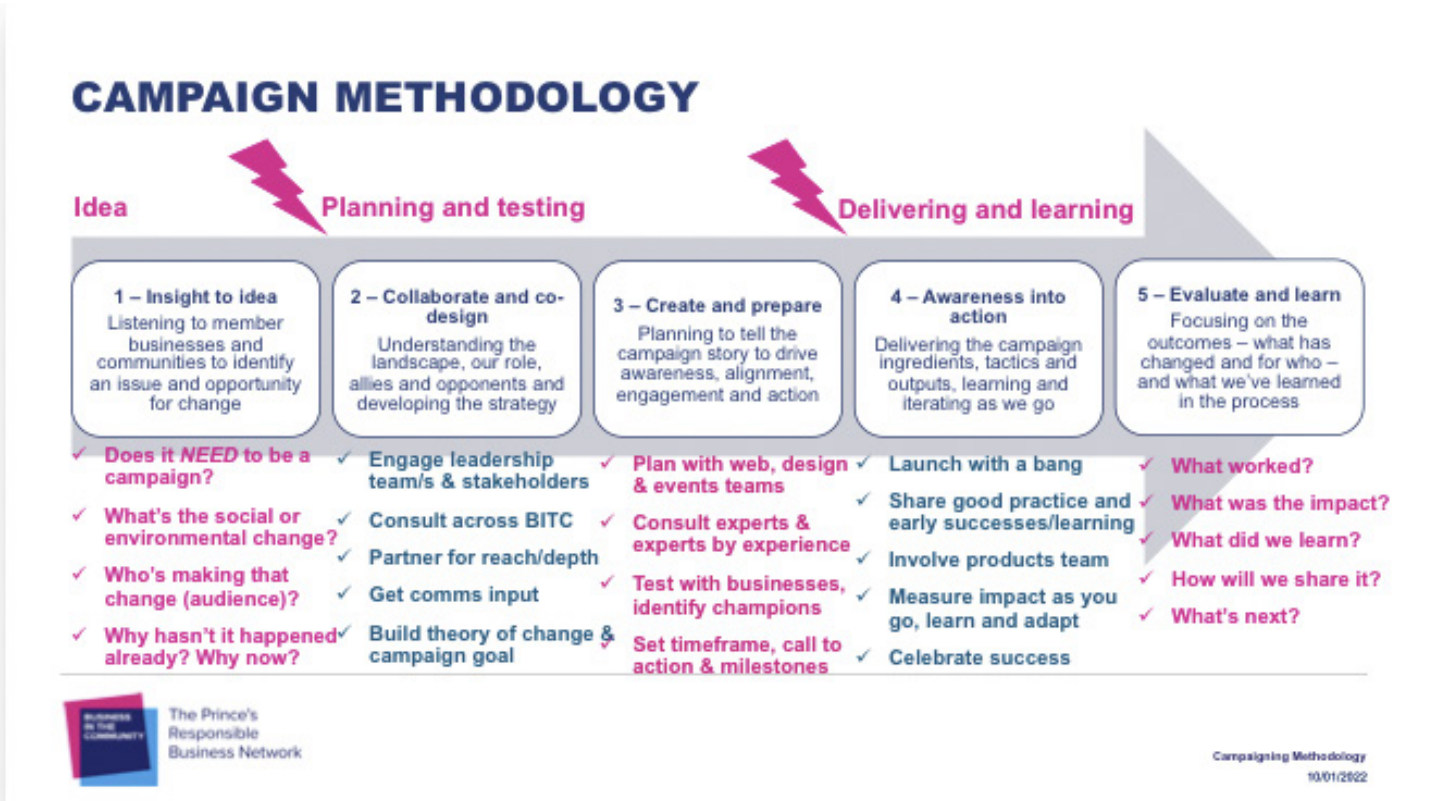 CAMPAIGN METHODOLOGY
Idea
Planning and testing
Delivering and learning
1 – Insight to idea
Listening to member
businesses and
communities to identify
an issue and opportunity
for change
2 – Collaborate and co-
design
Understanding the
landscape, our role,
allies and opponents and
developing the strategy
3 – Create and prepare
Planning to tell the
campaign story to drive
awareness, alignment,
engagement and action
4 – Awareness into
action
Delivering the campaign
ingredients, tactics and
outputs, learning and
iterating as we go
5 – Evaluate and learn
Focusing on the
outcomes – what has
changed and for who –
and what we've learned
in the process
✓ Does it NEED to be a
campaign?
✓ What's the social or
environmental change?
✓ Who's making that
change (audience)?
✓ Why hasn't it happened
already? Why now?
✓ Engage leadership
team/s & stakeholders
✓ Consult across BITC
✓ Partner for reach/depth
✓ Get comms input
✓ Build theory of change &
campaign goal
✓ Plan with web, design
& events teams
✓ Consult experts &
experts by experience
✓ Test with businesses,
identify champions
✓ Set timeframe, call to
action & milestones
✓ Launch with a bang
✓ Share good practice and
early successes/learning
✓ Involve products team
✓ Measure impact as you
go, learn and adapt
✓ Celebrate success
✓ What worked?
✓ What was the impact?
✓ What did we learn?
✓ How will we share it?
✓ What's next?
BUSINESS
IN THE
COMMUNITY
The Prince's
Responsible
Business Network
Campaigning Methodology
10/01/2022